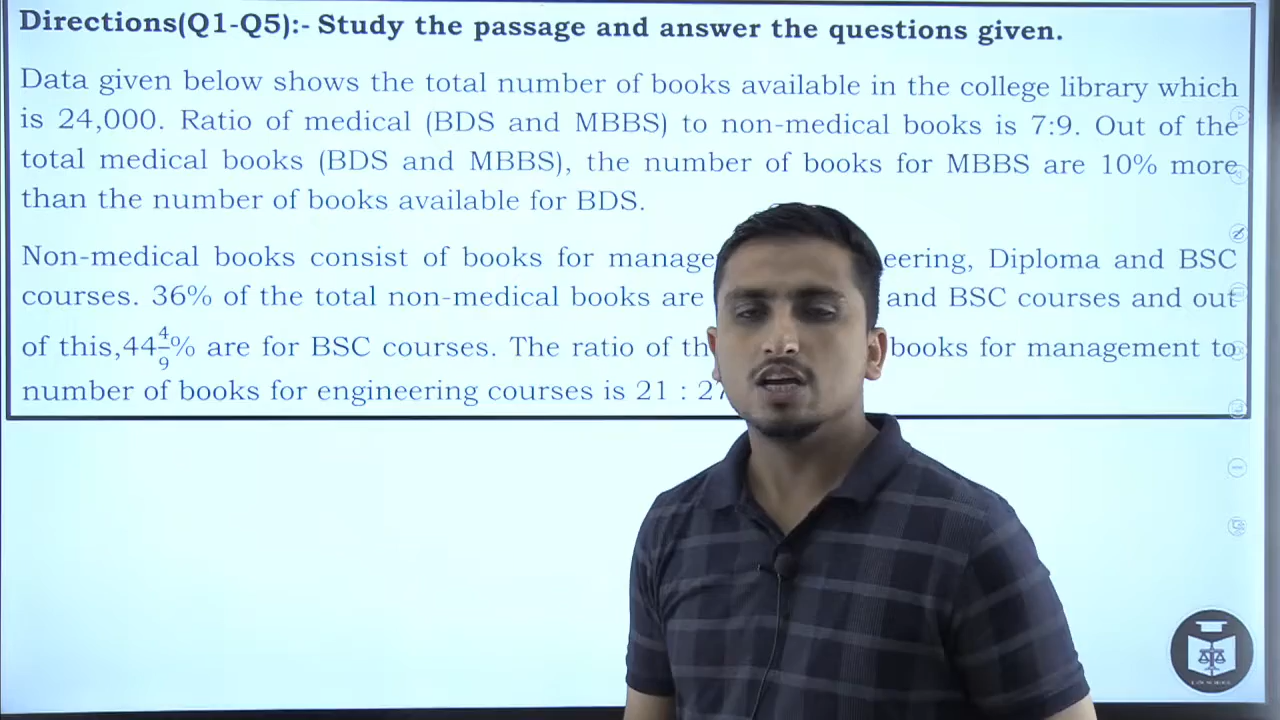 Directions(Q1-Q5):- Study the passage and answer the questions given.
Data given below shows the total number of books available in the college library which
is 24,000. Ratio of medical (BDS and MBBS) to non-medical books is 7:9. Out of the
total medical books (BDS and MBBS), the number of books for MBBS are 10% more
than the number of books available for BDS.
Non-medical books consist of books for manage eering, Diploma and BSC
courses. 36% of the total non-medical books are and BSC courses and out
of this,44 4/9% are for BSC courses. The ratio of th books for management to
number of books for engineering courses is 21 : 27